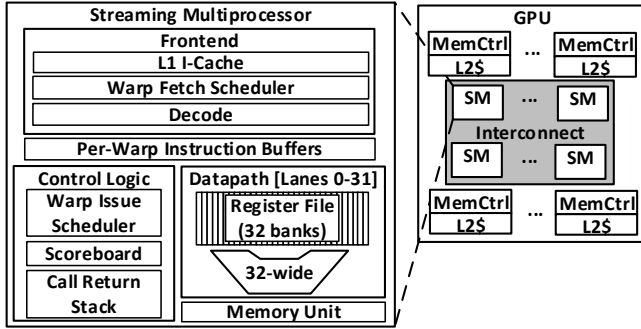 Streaming Multiprocessor
Frontend
L1 I-Cache
Warp Fetch Scheduler
Decode
Per-Warp Instruction Buffers
Control Logic
Warp Issue
Scheduler
Scoreboard
Call Return
Stack
Datapath [Lanes 0-31]
Register File
(32 banks)
32-wide
Memory Unit
GPU
MemCtrl ... MemCtrl
L2$ L2$
SM ... SM
Interconnect
SM ... SM
MemCtrl ... MemCtrl
L2$ L2$